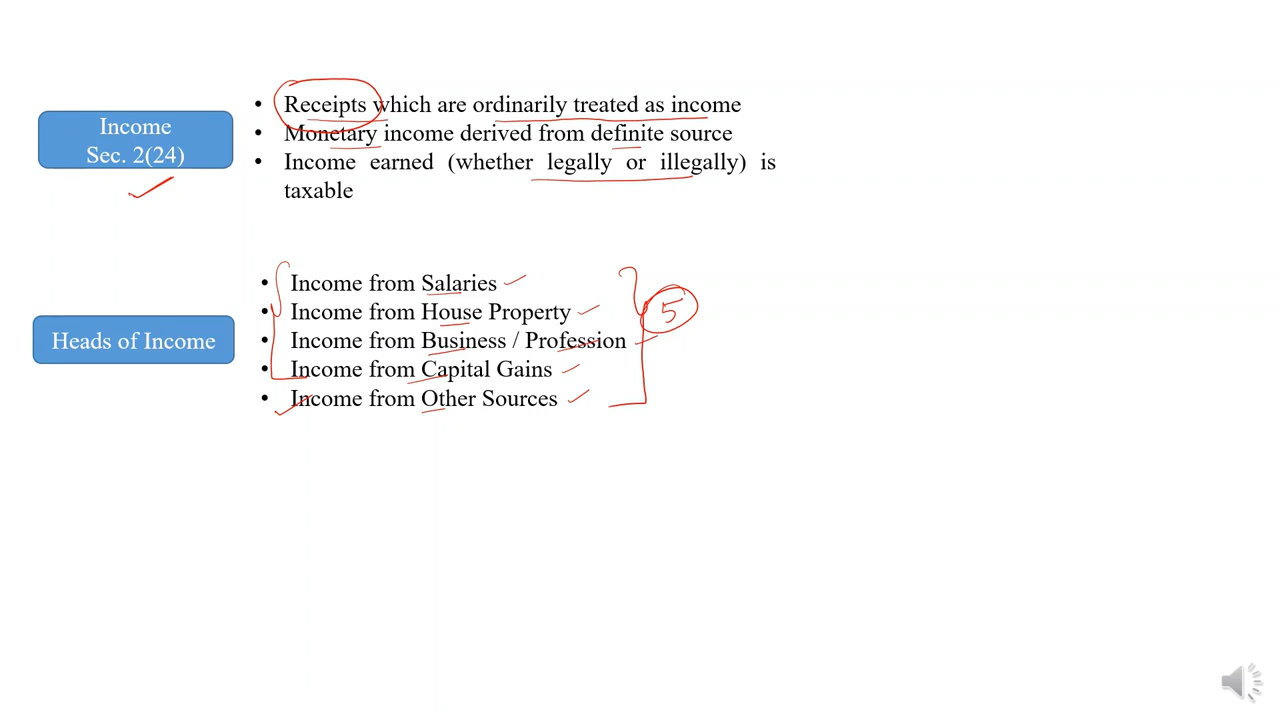 Income
Sec. 2(24)
• Receipts which are ordinarily treated as income
• Monetary income derived from definite source
• Income earned (whether legally or illegally) is
taxable
Heads of Income
• Income from Salaries
• Income from House Property
• Income from Business / Profession
• Income from Capital Gains
• Income from Other Sources
5